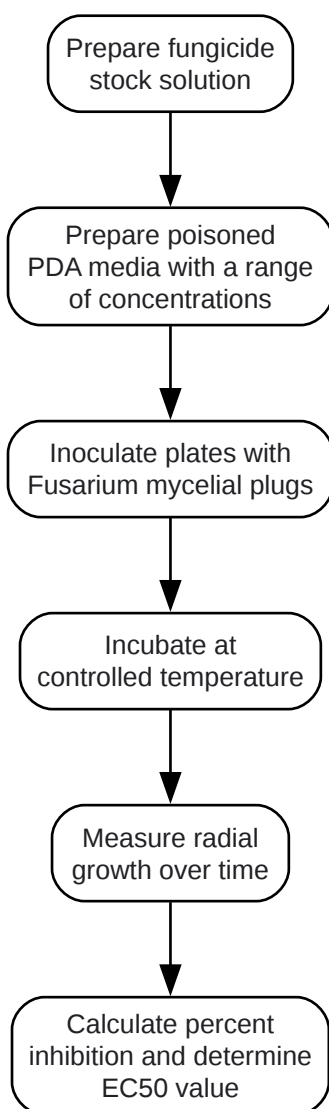 Prepare fungicide
stock solution
Prepare poisoned
PDA media with a range
of concentrations
Inoculate plates with
Fusarium mycelial plugs
Incubate at
controlled temperature
Measure radial
growth over time
Calculate percent
inhibition and determine
EC50 value